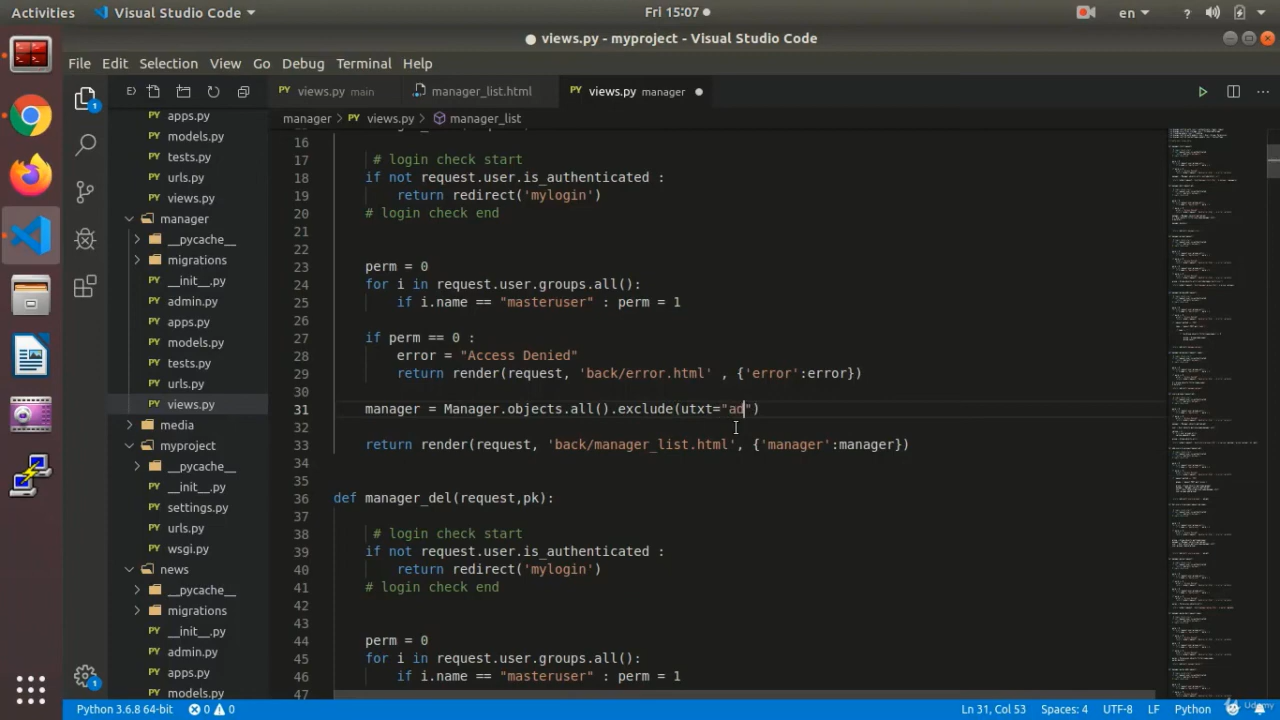 Activities
Visual Studio Code
Fri 15:07
en
views.py - myproject - Visual Studio Code
File Edit Selection View Go Debug Terminal Help
views.py main
manager_list.html
views.py manager
manager > views.py > manager_list
apps.py
models.py
tests.py
urls.py
views.py
manager
__pycache__
migrations
__init__.py
admin.py
apps.py
models.py
tests.py
urls.py
views.py
media
myproject
__pycache__
__init__.py
settings.py
urls.py
wsgi.py
news
__pycache__
migrations
__init__.py
admin.py
apps.py
models.py
16
17 # login check start
18 if not request.user.is_authenticated :
19 return redirect('mylogin')
20 # login check end
21
22
23 perm = 0
24 for i in request.user.groups.all():
25 if i.name == "masteruser" : perm = 1
26
27 if perm == 0 :
28 error = "Access Denied"
29 return render(request, 'back/error.html' , {'error':error})
30
31 manager = Manager.objects.all().exclude(utxt="ad")
32
33 return render(request, 'back/manager_list.html', {'manager':manager})
34
35
36 def manager_del(request,pk):
37
38 # login check start
39 if not request.user.is_authenticated :
40 return redirect('mylogin')
41 # login check end
42
43
44 perm = 0
45 for i in request.user.groups.all():
46 if i.name == "masteruser" : perm = 1
47
Python 3.6.8 64-bit
0
0
Ln 31, Col 53
Spaces: 4
UTF-8
LF
Python
Udemy